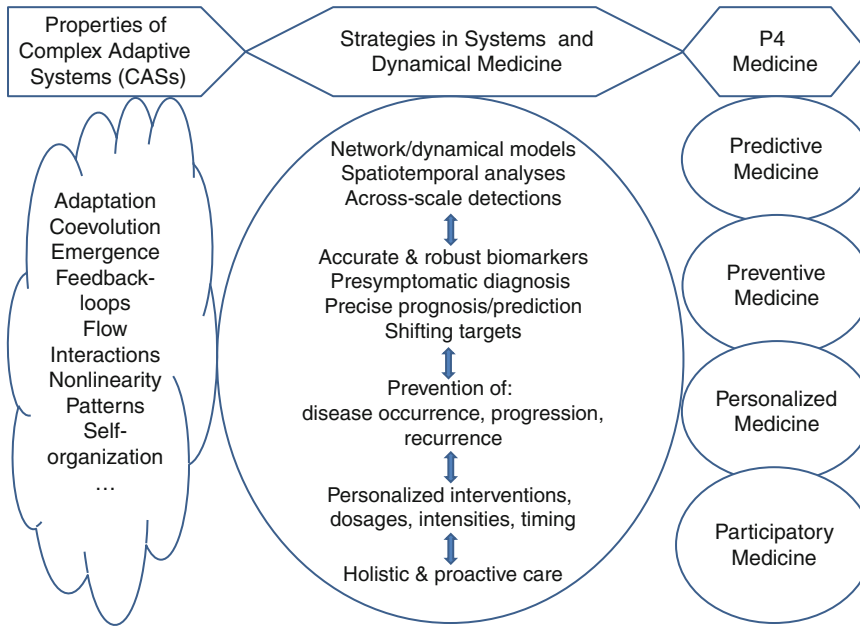 Properties of
Complex Adaptive
Systems (CASs)
Strategies in Systems and
Dynamical Medicine
P4
Medicine
Adaptation
Coevolution
Emergence
Feedback-
loops
Flow
Interactions
Nonlinearity
Patterns
Self-
organization
...
Network/dynamical models
Spatiotemporal analyses
Across-scale detections
Accurate & robust biomarkers
Presymptomatic diagnosis
Precise prognosis/prediction
Shifting targets
Prevention of:
disease occurrence, progression,
recurrence
Personalized interventions,
dosages, intensities, timing
Holistic & proactive care
Predictive
Medicine
Preventive
Medicine
Personalized
Medicine
Participatory
Medicine